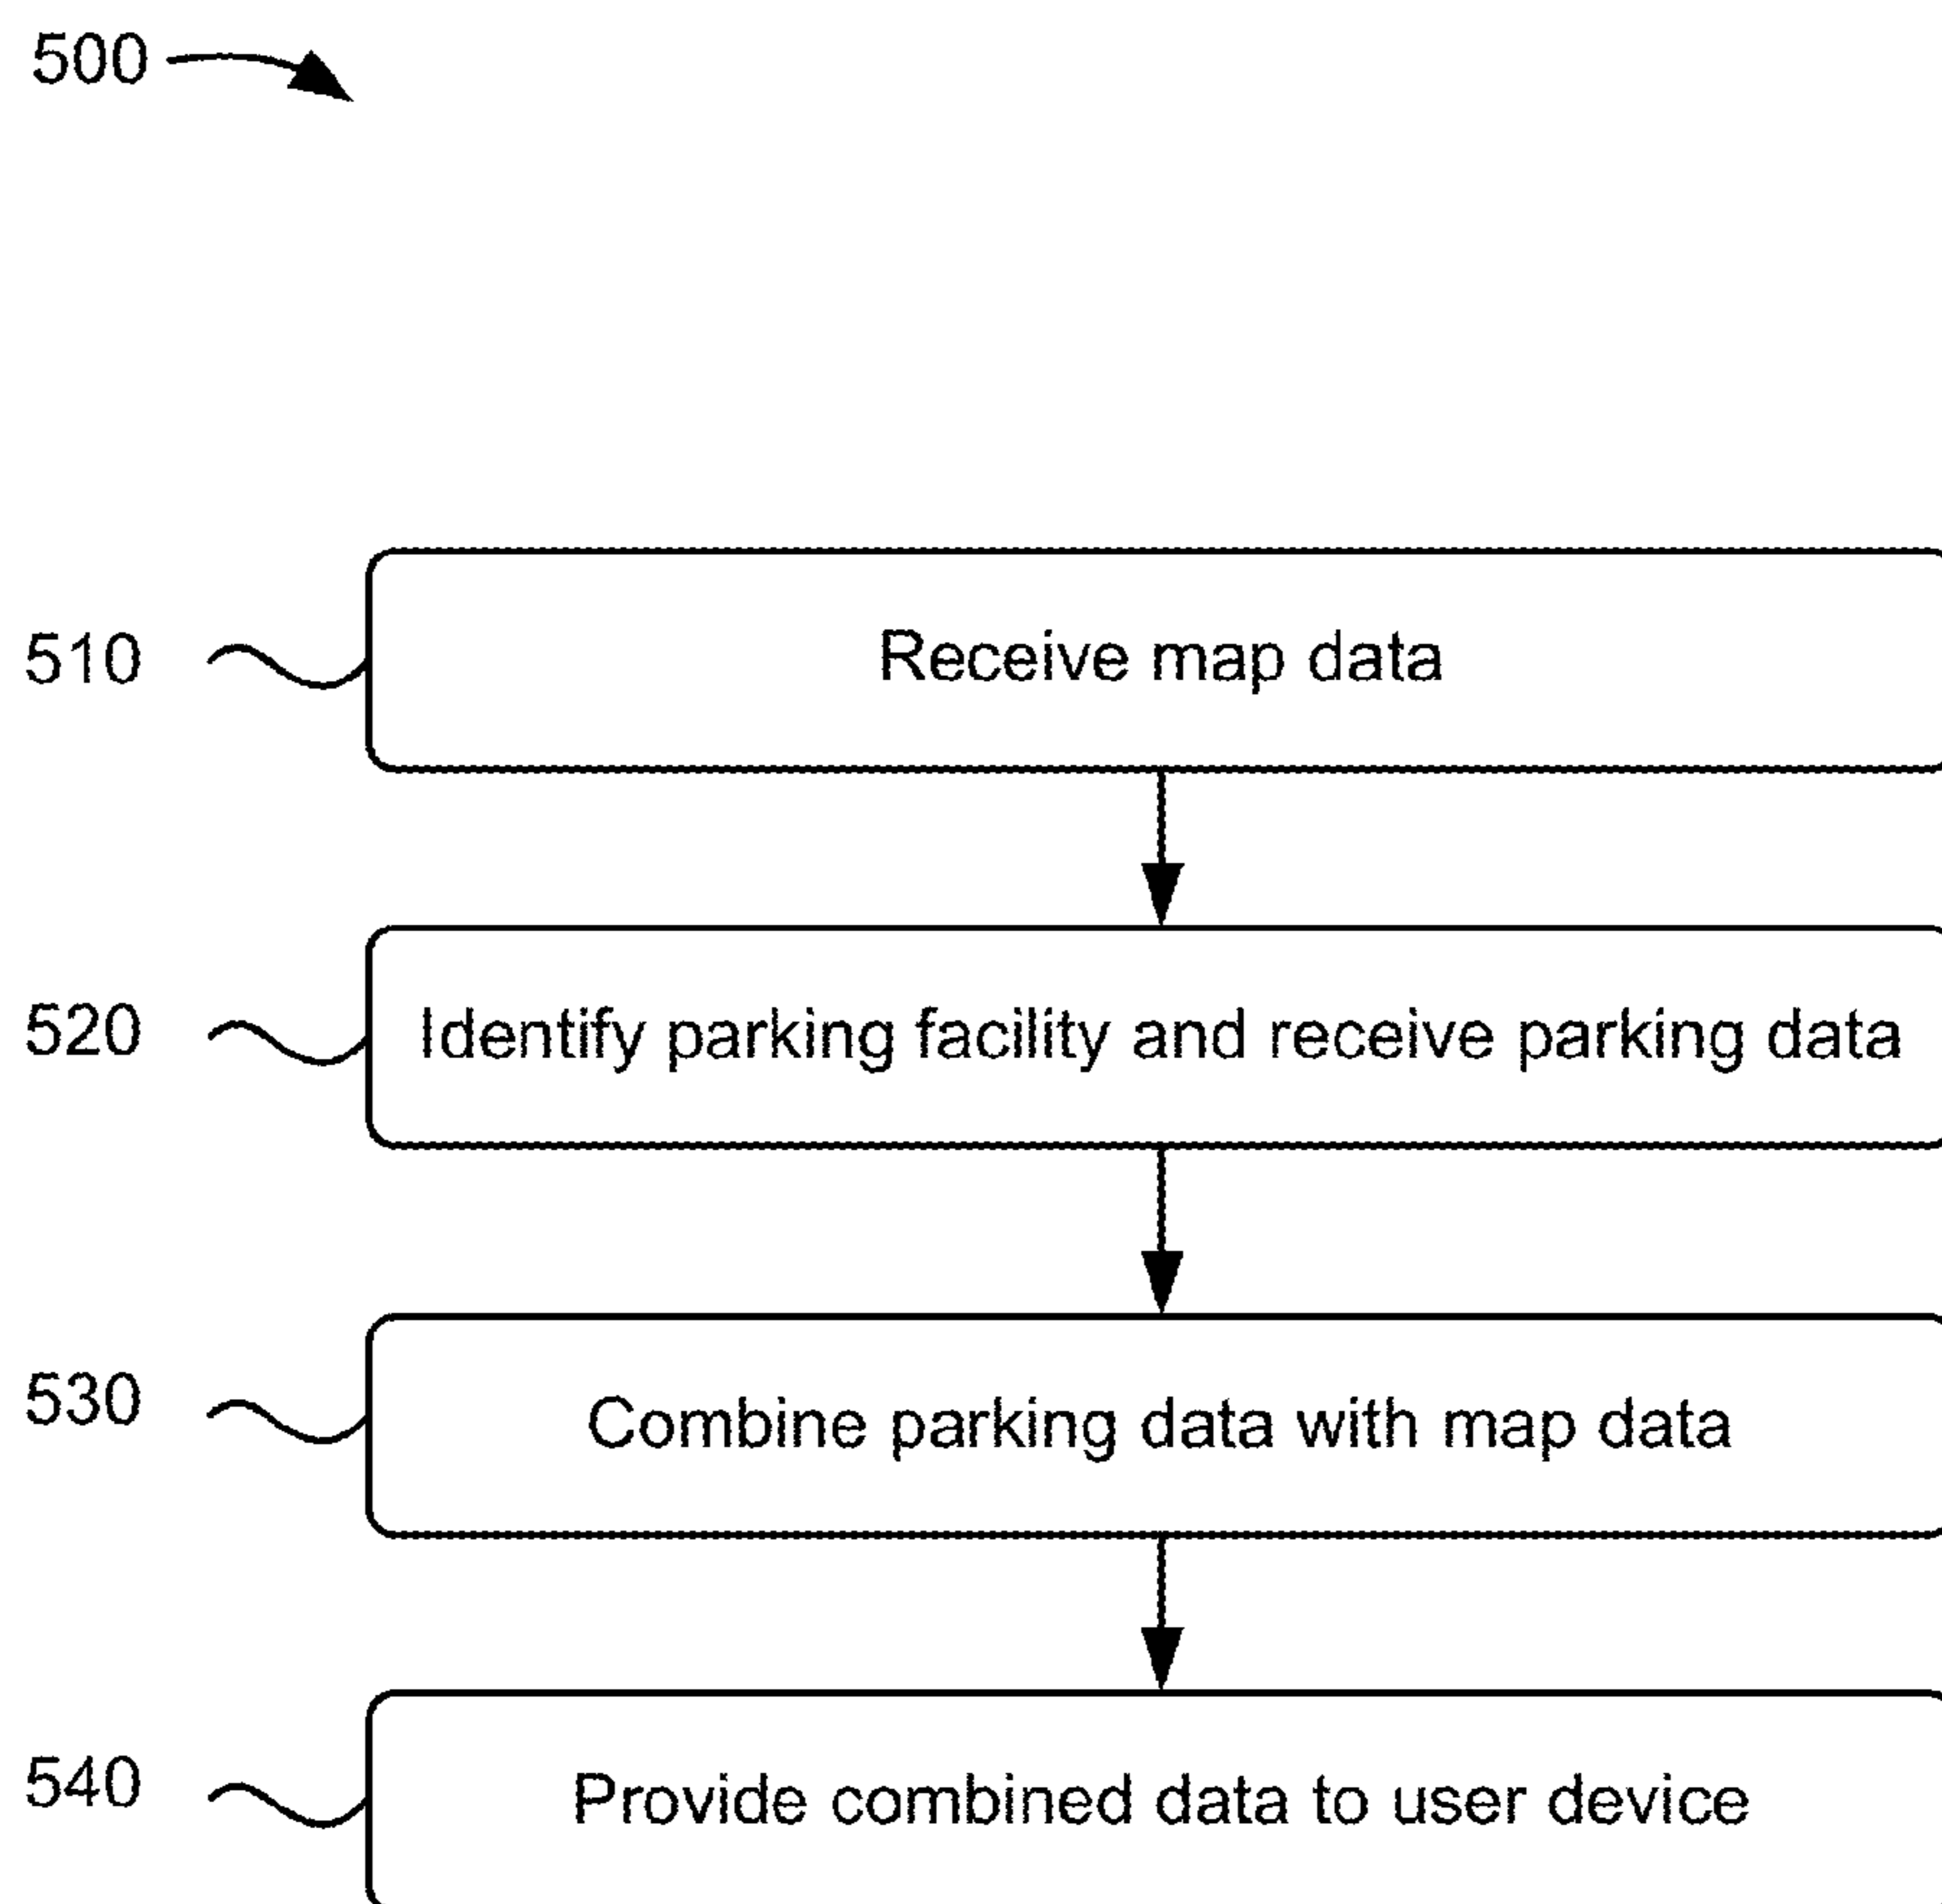 500
510
Receive map data
520
Identify parking facility and receive parking data
530
Combine parking data with map data
540
Provide combined data to user device